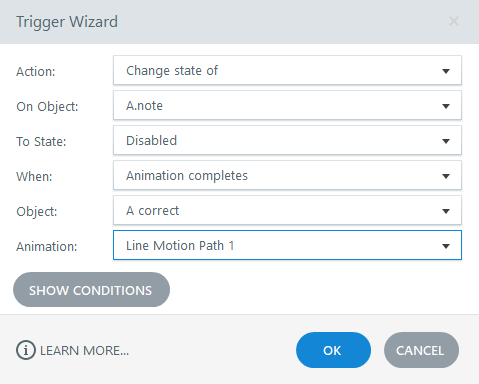 Trigger Wizard
Action: Change state of
On Object: A.note
To State: Disabled
When: Animation completes
Object: A correct
Animation: Line Motion Path 1
SHOW CONDITIONS
LEARN MORE... OK CANCEL